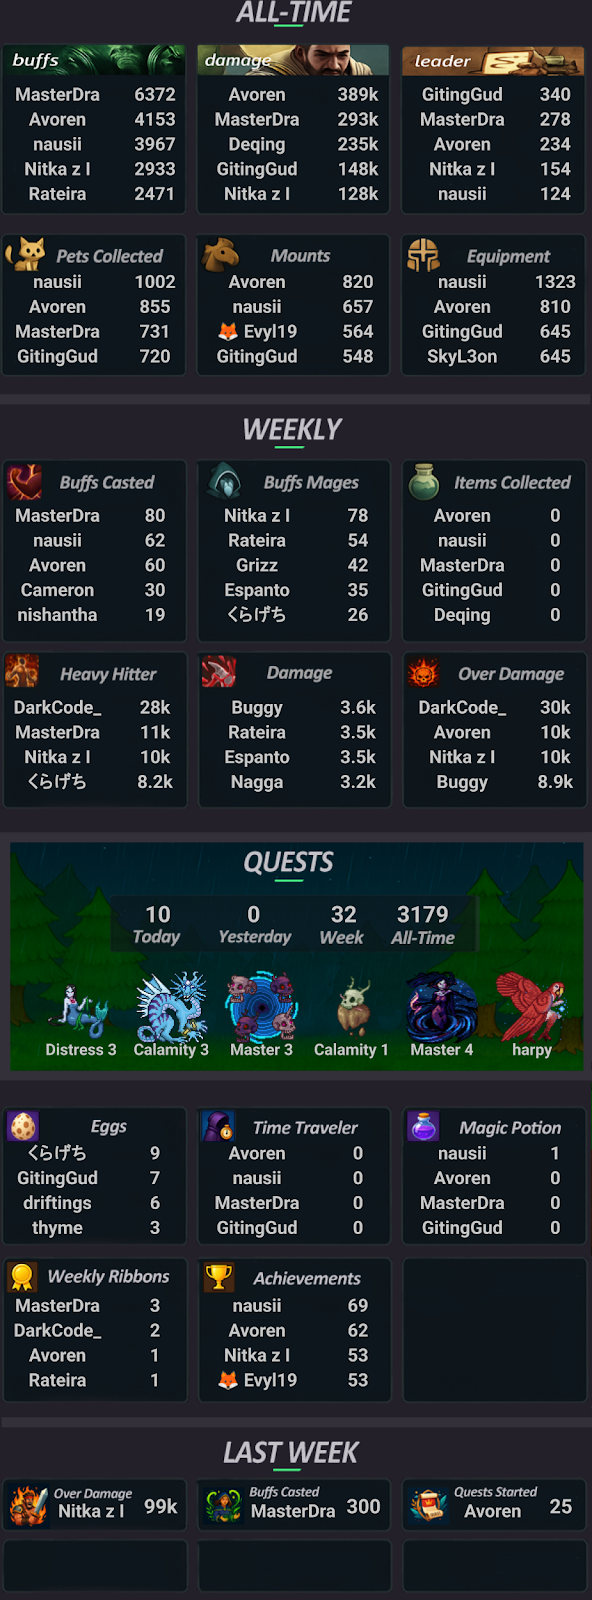 ALL-TIME
buffs
MasterDra 6372
Avoren 4153
nausii 3967
Nitka z l 2933
Rateira 2471
damage
Avoren 389k
MasterDra 293k
Deqing 235k
GitingGud 148k
Nitka z l 128k
leader
GitingGud 340
MasterDra 278
Avoren 234
Nitka z l 154
nausii 124
Pets Collected
nausii 1002
Avoren 855
MasterDra 731
GitingGud 720
Mounts
Avoren 820
nausii 657
🦊 Evyl19 564
GitingGud 548
Equipment
nausii 1323
Avoren 810
GitingGud 645
SkyL3on 645
WEEKLY
Buffs Casted
MasterDra 80
nausii 62
Avoren 60
Cameron 30
nishantha 19
Buffs Mages
Nitka z l 78
Rateira 54
Grizz 42
Espanto 35
くらげち 26
Items Collected
Avoren 0
nausii 0
MasterDra 0
GitingGud 0
Deqing 0
Heavy Hitter
DarkCode_ 28k
MasterDra 11k
Nitka z l 10k
くらげち 8.2k
Damage
Buggy 3.6k
Rateira 3.5k
Espanto 3.5k
Nagga 3.2k
Over Damage
DarkCode_ 30k
Avoren 10k
Nitka z l 10k
Buggy 8.9k
QUESTS
10 0 32 3179
Today Yesterday Week All-Time
Distress 3 Calamity 3 Master 3 Calamity 1 Master 4 harpy
Eggs
くらげち 9
GitingGud 7
driftings 6
thyme 3
Time Traveler
Avoren 0
nausii 0
MasterDra 0
GitingGud 0
Magic Potion
nausii 1
Avoren 0
MasterDra 0
GitingGud 0
Weekly Ribbons
MasterDra 3
DarkCode_ 2
Avoren 1
Rateira 1
Achievements
nausii 69
Avoren 62
Nitka z l 53
🦊 Evyl19 53
LAST WEEK
Over Damage
Nitka z l 99k
Buffs Casted
MasterDra 300
Quests Started
Avoren 25